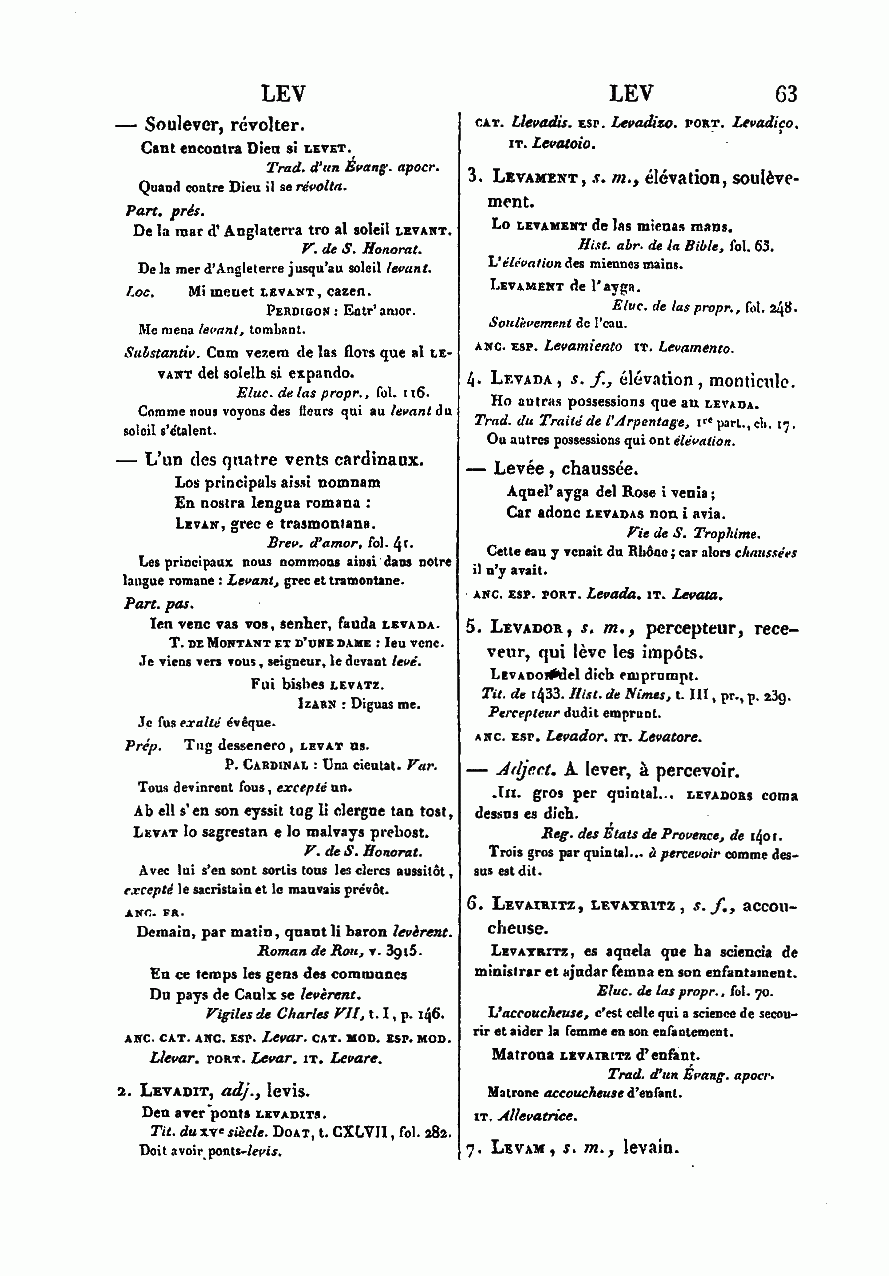 LEV LEV 63
— Soulever, révolter.
Cant encontra Dieu si LEVET.
Trad. d'un Évang. apocr.
Quand contre Dieu il se révolta.
Part. prés.
De la mar d'Anglaterra tro al soleil LEVANT.
V. de S. Honorat.
De la mer d'Angleterre jusqu'au soleil levant.
Loc. Mi menet LEVANT, cazen.
PERDIGON : Entr' amor.
Me mena levant, tombant.
Substantiv. Cum vezem de las flors que al LE-
VANT del solelh si expando.
Eluc. de las propr., fol. 116.
Comme nous voyons des fleurs qui au levant du
soleil s'étalent.
— L'un des quatre vents cardinaux.
Los principals aissi nomnam
En nostra lengua romana :
LEVAN, grec e trasmontana.
Brev. d'amor, fol. 41.
Les principaux nous nommons ainsi dans notre
langue romane : Levant, grec et tramontane.
Part. pas.
Ien venc vas vos, senher, fauda LEVADA.
T. DE MONTANT ET D'UNE DAME : Ieu venc.
Je viens vers vous, seigneur, le devant levé.
Fui bisbes LEVATZ.
IZARN : Diguas me.
Je fus exalté évêque.
Prép. Tug dessenero, LEVAT us.
P. CARDINAL : Una cieutat. Var.
Tous devinrent fous, excepté un.
Ab ell s'en son eyssit tug li clergue tan tost,
LEVAT lo sagrestan e lo malvays prebost.
V. de S. Honorat.
Avec lui s'en sont sortis tous les clercs aussitôt,
excepté le sacristain et le mauvais prévôt.
ANC. FR.
Demain, par matin, quant li baron levèrent.
Roman de Rou, v. 3915.
En ce temps les gens des communes
Du pays de Caulx se levèrent.
Vigiles de Charles VII, t. I, p. 146.
ANC. CAT. ANC. ESP. Levar. CAT. MOD. ESP. MOD.
Llevar. PORT. Levar. IT. Levare.
2. LEVADIT, adj., levis.
Den aver ponts LEVADITS.
Tit. du XVe siècle. DOAT, t. CXLVII, fol. 282.
Doit avoir ponts-levis.
CAT. Llevadis. ESP. Levadizo. PORT. Levadiço.
IT. Levatoio.
3. LEVAMENT, s. m., élévation, soulève-
ment.
Lo LEVAMENT de las mienas mans.
Hist. abr. de la Bible, fol. 63.
L'élévation des miennes mains.
LEVAMENT de l'ayga.
Eluc. de las propr., fol. 248.
Soulèvement de l'eau.
ANC. ESP. Levamiento IT. Levamento.
4. LEVADA, s. f., élévation, monticule.
Ho autras possessions que an LEVADA.
Trad. du Traité de l'Arpentage, 1re part., ch. 17.
Ou autres possessions qui ont élévation.
— Levée, chaussée.
Aquel' ayga del Rose i venia;
Car adonc LEVADAS non i avia.
Vie de S. Trophime.
Cette eau y venait du Rhône; car alors chaussées
il n'y avait.
ANC. ESP. PORT. Levada. IT. Levata.
5. LEVADOR, s. m., percepteur, rece-
veur, qui lève les impôts.
LEVADOR del dich emprumpt.
Tit. de 1433. Hist. de Nimes, t. III, pr., p. 239.
Percepteur dudit emprunt.
ANC. ESP. Levador. IT. Levatore.
— Adject. A lever, à percevoir.
.III. gros per quintal... LEVADORS coma
dessus es dich.
Reg. des États de Provence, de 1401.
Trois gros par quintal... à percevoir comme des-
sus est dit.
6. LEVAIRITZ, LEVAYRITZ, s. f., accou-
cheuse.
LEVAYRITZ, es aquela que ha sciencia de
ministrar et ajudar femna en son enfantament.
Eluc. de las propr., fol. 70.
L'accoucheuse, c'est celle qui a science de secou-
rir et aider la femme en son enfantement.
Matrona LEVAIRITZ d'enfant.
Trad. d'un Évang. apocr.
Matrone accoucheuse d'enfant.
IT. Allevatrice.
7. LEVAM, s. m., levain.